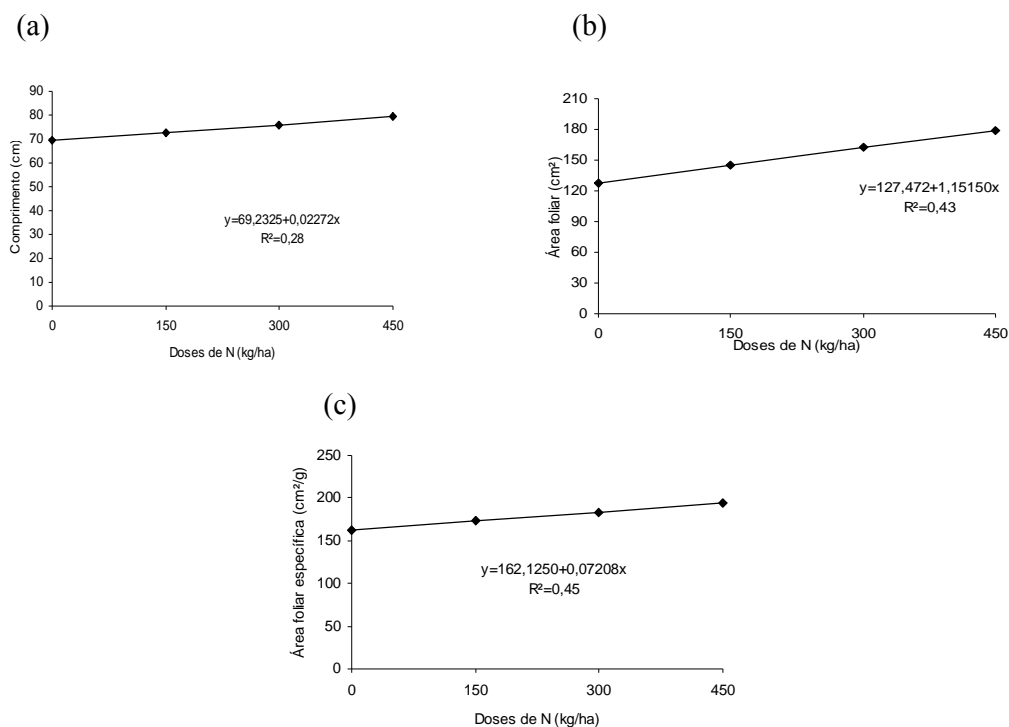 (a)
90
80
70
60
50
40
30
20
10
0
Comprimento (cm)
y=69,2325+0,02272x
R²=0,28
0 150 300 450
Doses de N (kg/ha)
(b)
210
180
150
120
90
60
30
0
Área foliar (cm²)
y=127,472+1,15150x
R²=0,43
0 150 300 450
Doses de N (kg/ha)
(c)
250
200
150
100
50
0
Área foliar específica (cm²/g)
y=162,1250+0,07208x
R²=0,45
0 150 300 450
Doses de N (kg/ha)